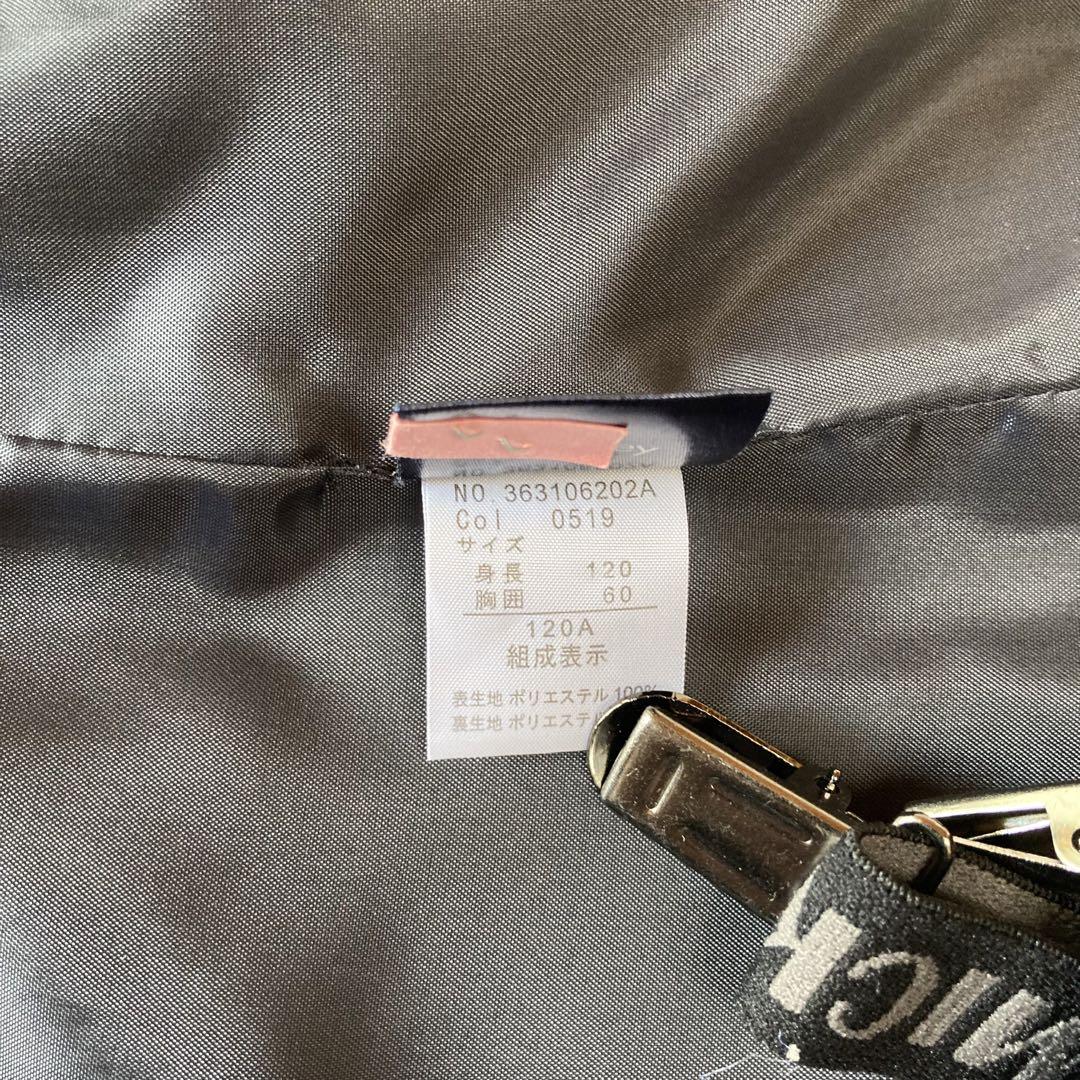 NO. 363106202A
Col 0519
サイズ
身長 120
胸囲 60
120A
組成表示
表生地 ポリエステル 100%
裏生地 ポリエステル